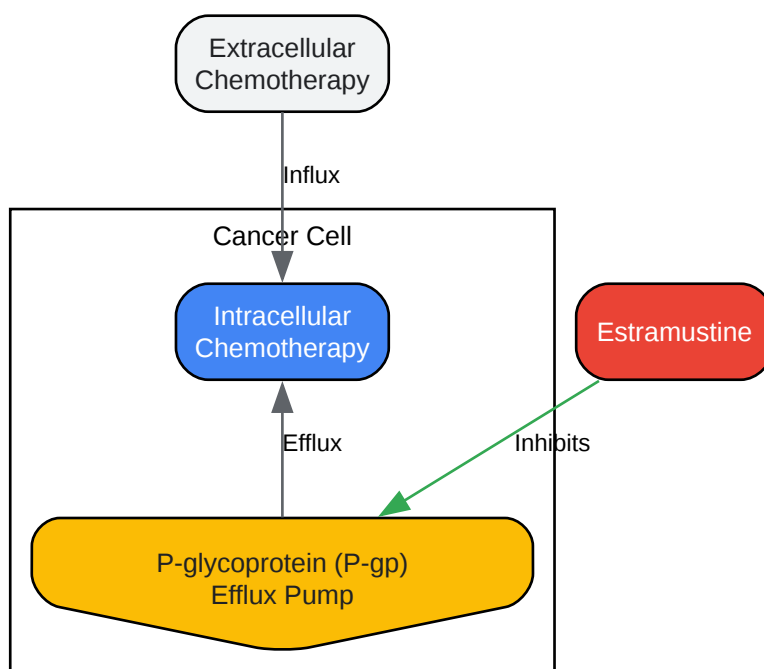 Extracellular
Chemotherapy
Influx
Cancer Cell
Intracellular
Chemotherapy
Estramustine
Efflux
Inhibits
P-glycoprotein (P-gp)
Efflux Pump